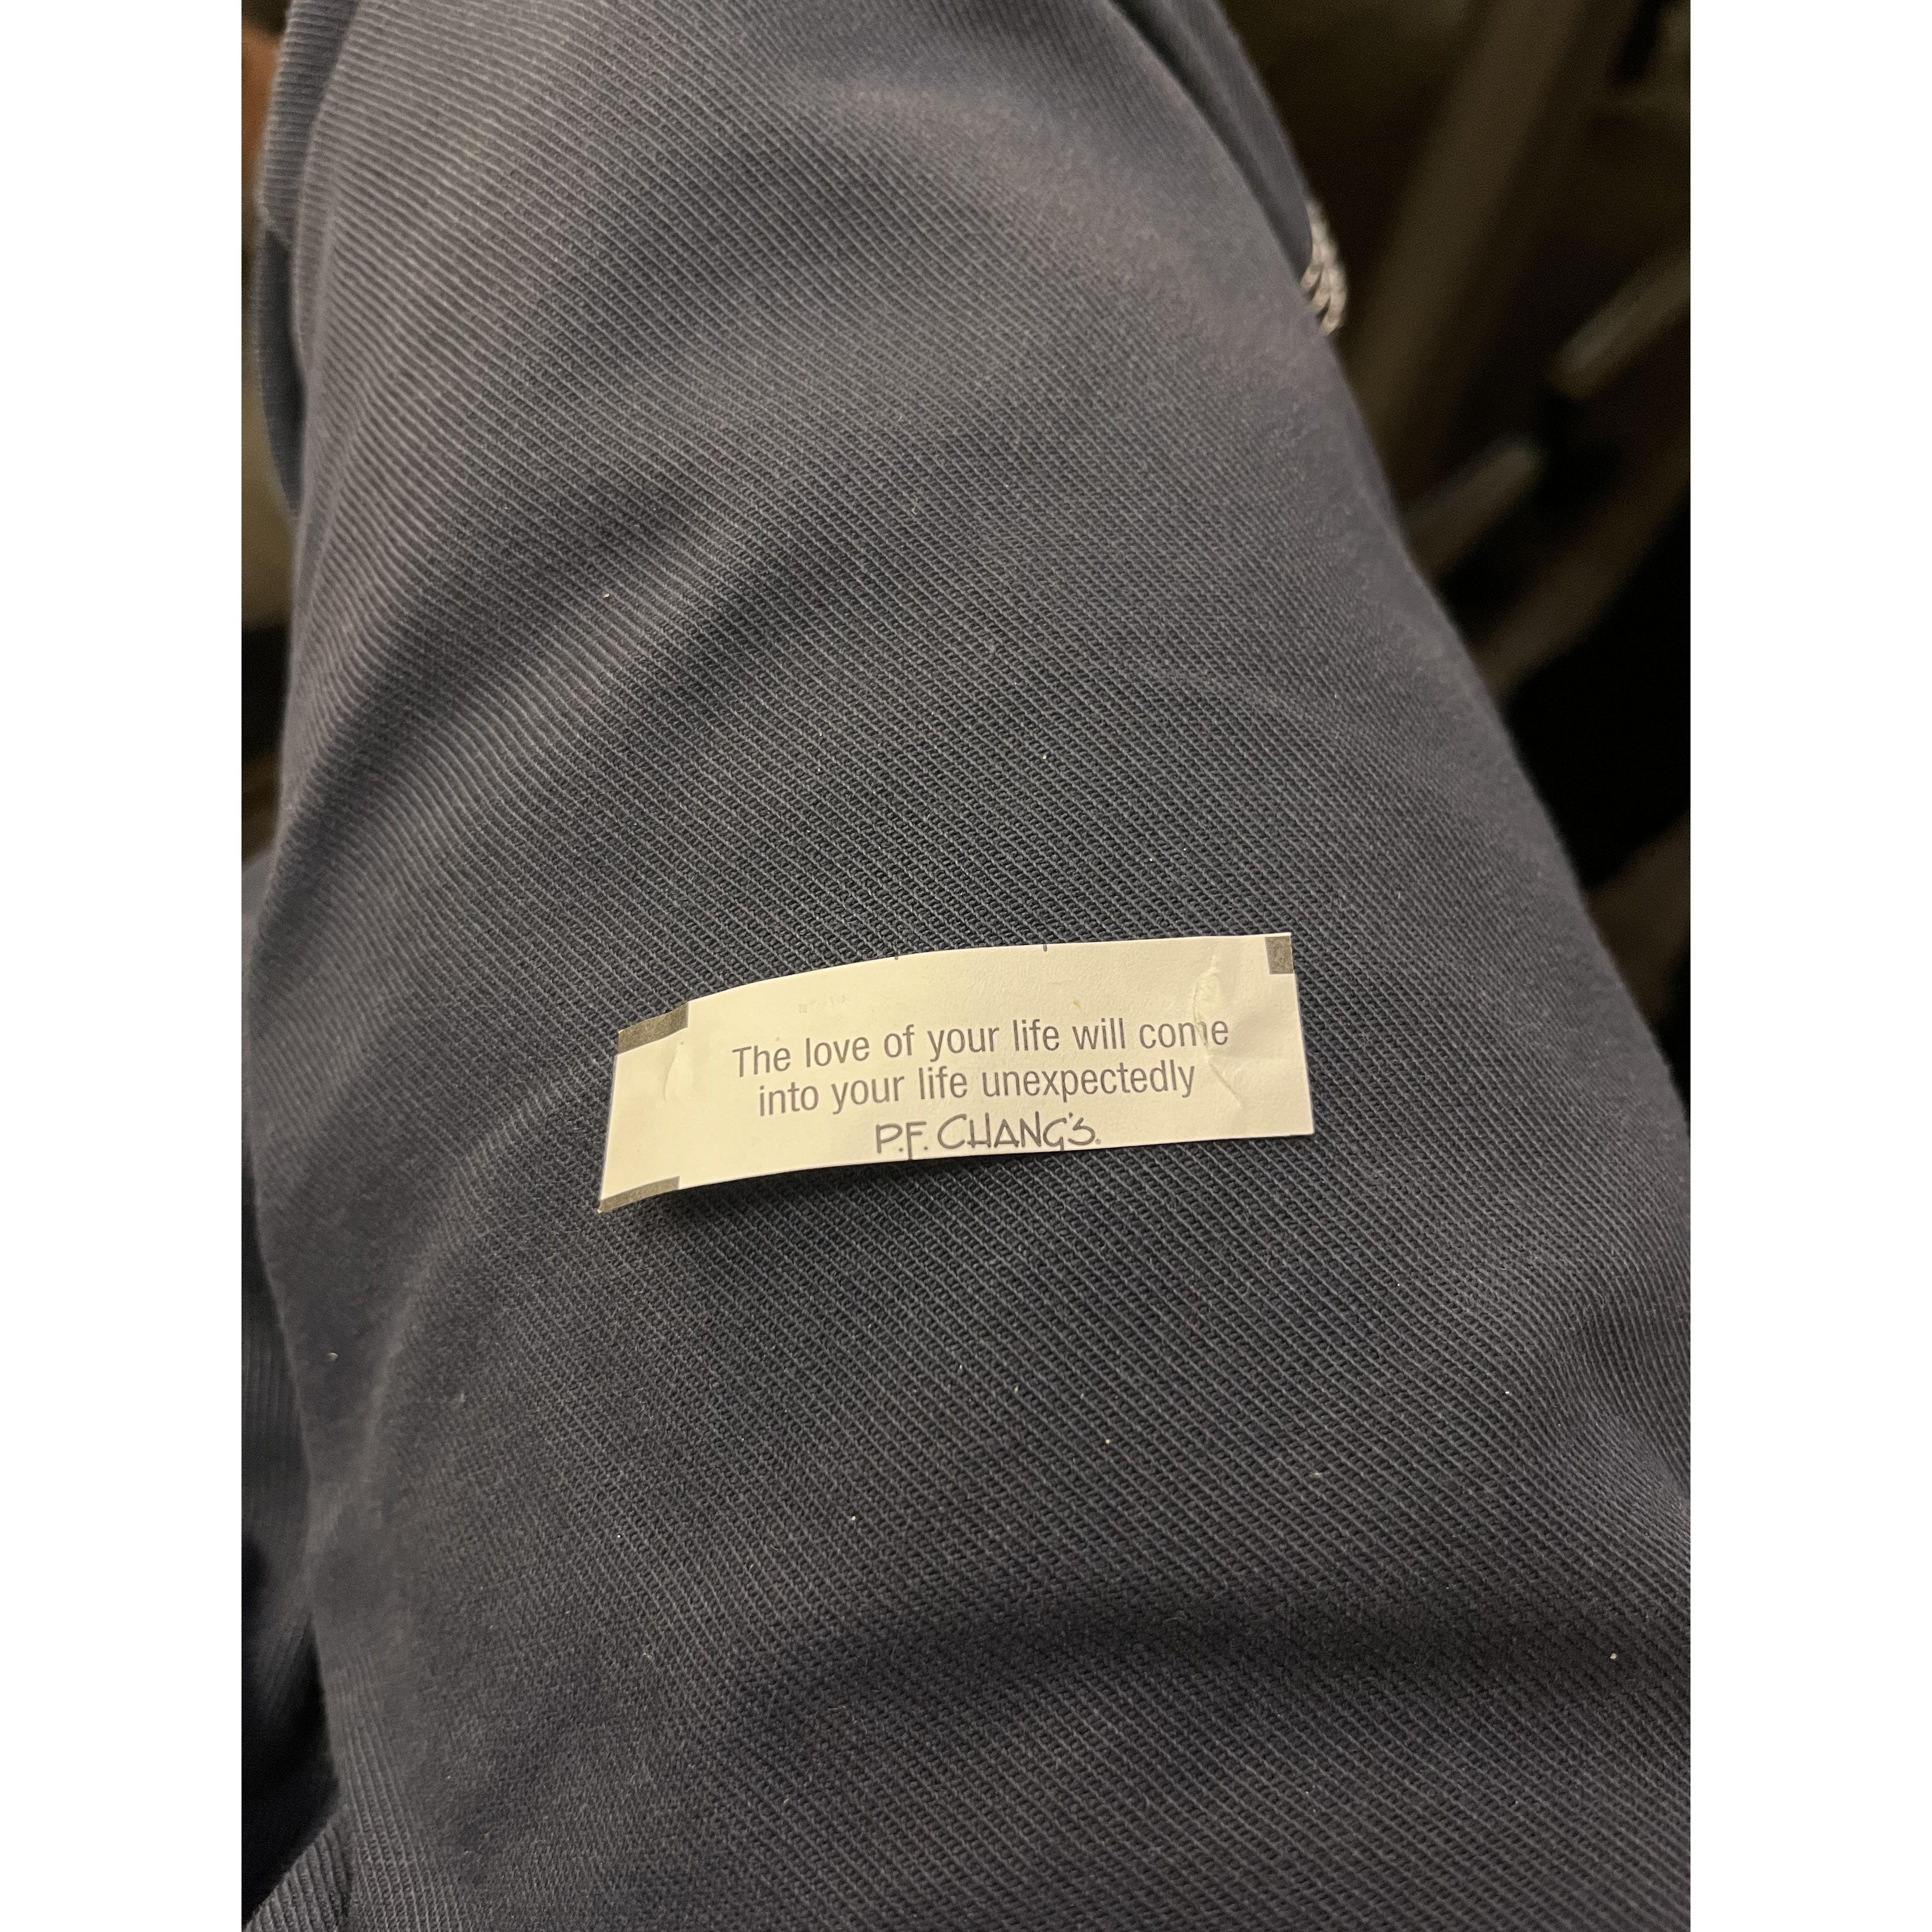 The love of your life will come
into your life unexpectedly
P.F. CHANG'S.